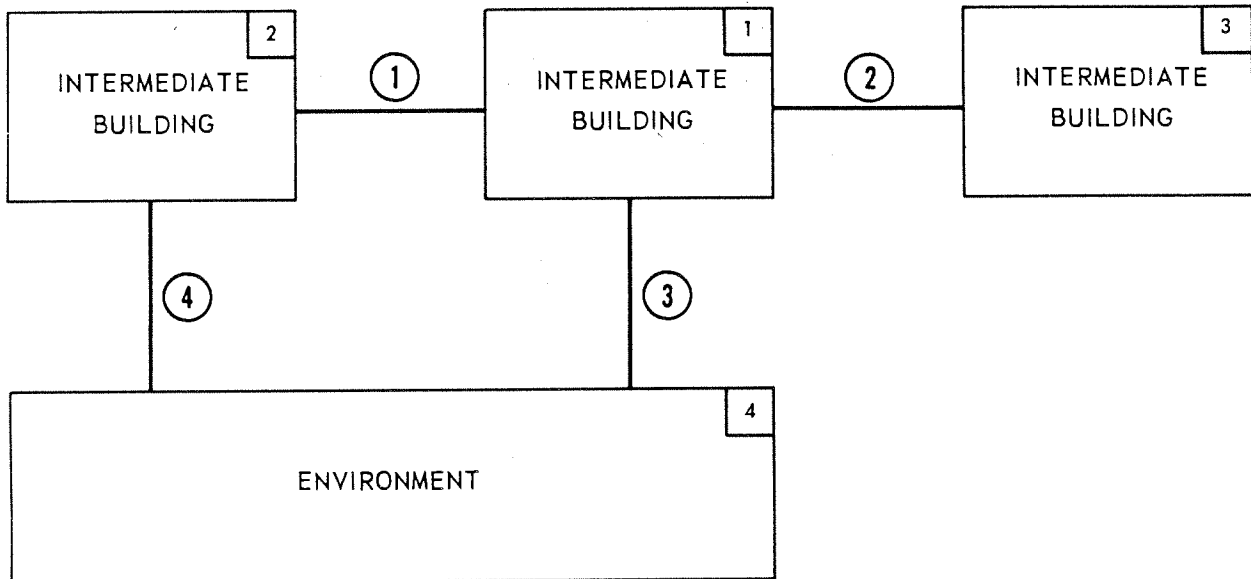 2
INTERMEDIATE
BUILDING
1
1
INTERMEDIATE
BUILDING
2
3
INTERMEDIATE
BUILDING
4
3
4
ENVIRONMENT